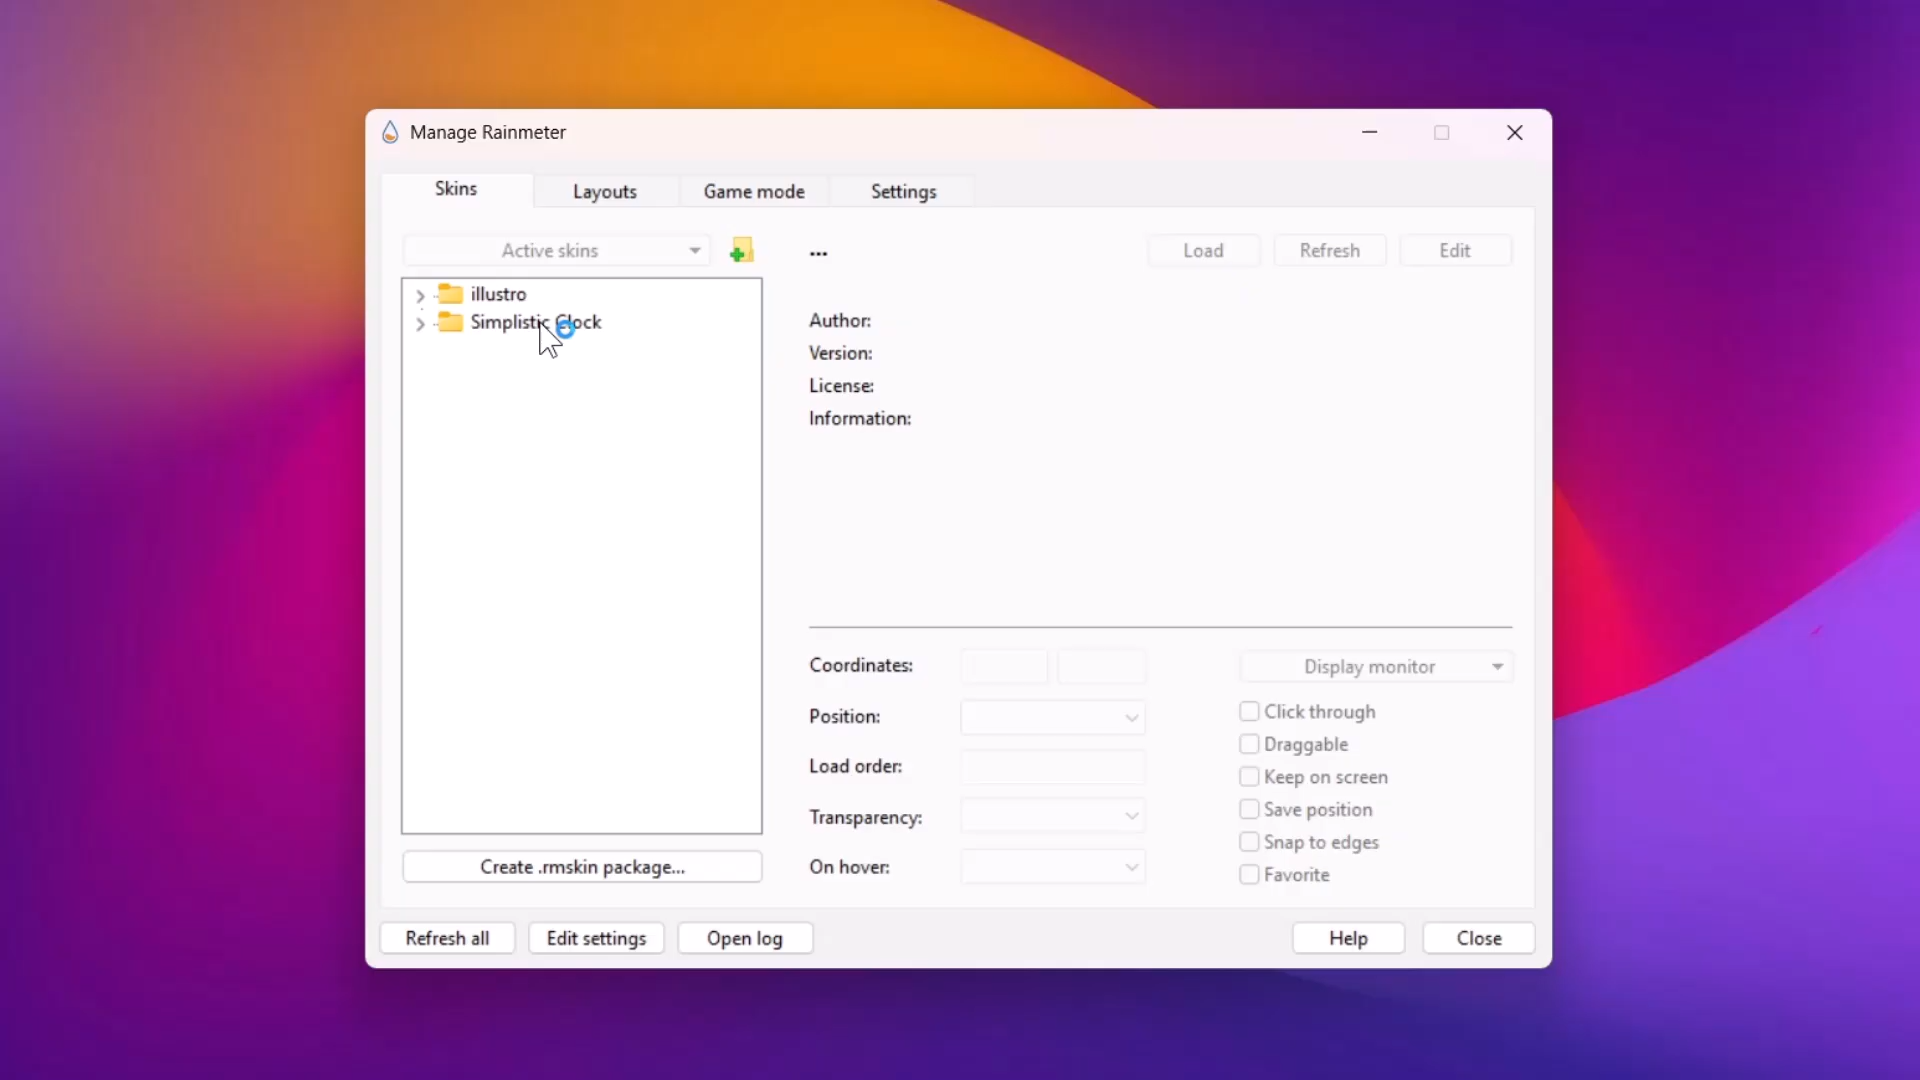 Manage Rainmeter
Skins
Layouts
Game mode
Settings
Active skins
...
Load
Refresh
Edit
illustro
Simplistic Clock
Author:
Version:
License:
Information:
Coordinates:
Display monitor
Position:
Click through
Draggable
Load order:
Keep on screen
Transparency:
Save position
Snap to edges
On hover:
Favorite
Create .rmskin package...
Refresh all
Edit settings
Open log
Help
Close